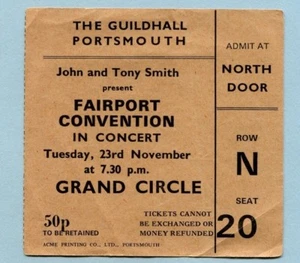 THE GUILDHALL
PORTSMOUTH
John and Tony Smith
present
FAIRPORT
CONVENTION
IN CONCERT
Tuesday, 23rd November
at 7.30 p.m.
GRAND CIRCLE
50p
TO BE RETAINED
TICKETS CANNOT
BE EXCHANGED OR
MONEY REFUNDED
ACME PRINTING CO., LTD., PORTSMOUTH
ADMIT AT
NORTH
DOOR
ROW
N
SEAT
20